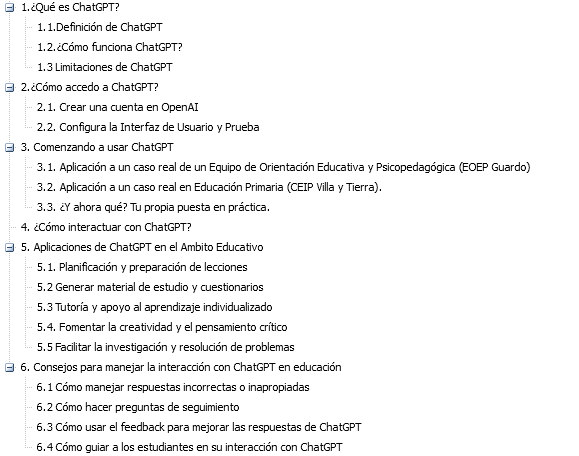 1.¿Qué es ChatGPT?
1.1.Definición de ChatGPT
1.2.¿Cómo funciona ChatGPT?
1.3 Limitaciones de ChatGPT
2.¿Cómo accedo a ChatGPT?
2.1. Crear una cuenta en OpenAI
2.2. Configura la Interfaz de Usuario y Prueba
3. Comenzando a usar ChatGPT
3.1. Aplicación a un caso real de un Equipo de Orientación Educativa y Psicopedagógica (EOEP Guardo)
3.2. Aplicación a un caso real en Educación Primaria (CEIP Villa y Tierra).
3.3. ¿Y ahora qué? Tu propia puesta en práctica.
4. ¿Cómo interactuar con ChatGPT?
5. Aplicaciones de ChatGPT en el Ambito Educativo
5.1. Planificación y preparación de lecciones
5.2 Generar material de estudio y cuestionarios
5.3 Tutoría y apoyo al aprendizaje individualizado
5.4. Fomentar la creatividad y el pensamiento crítico
5.5 Facilitar la investigación y resolución de problemas
6. Consejos para manejar la interacción con ChatGPT en educación
6.1 Cómo manejar respuestas incorrectas o inapropiadas
6.2 Cómo hacer preguntas de seguimiento
6.3 Cómo usar el feedback para mejorar las respuestas de ChatGPT
6.4 Cómo guiar a los estudiantes en su interacción con ChatGPT